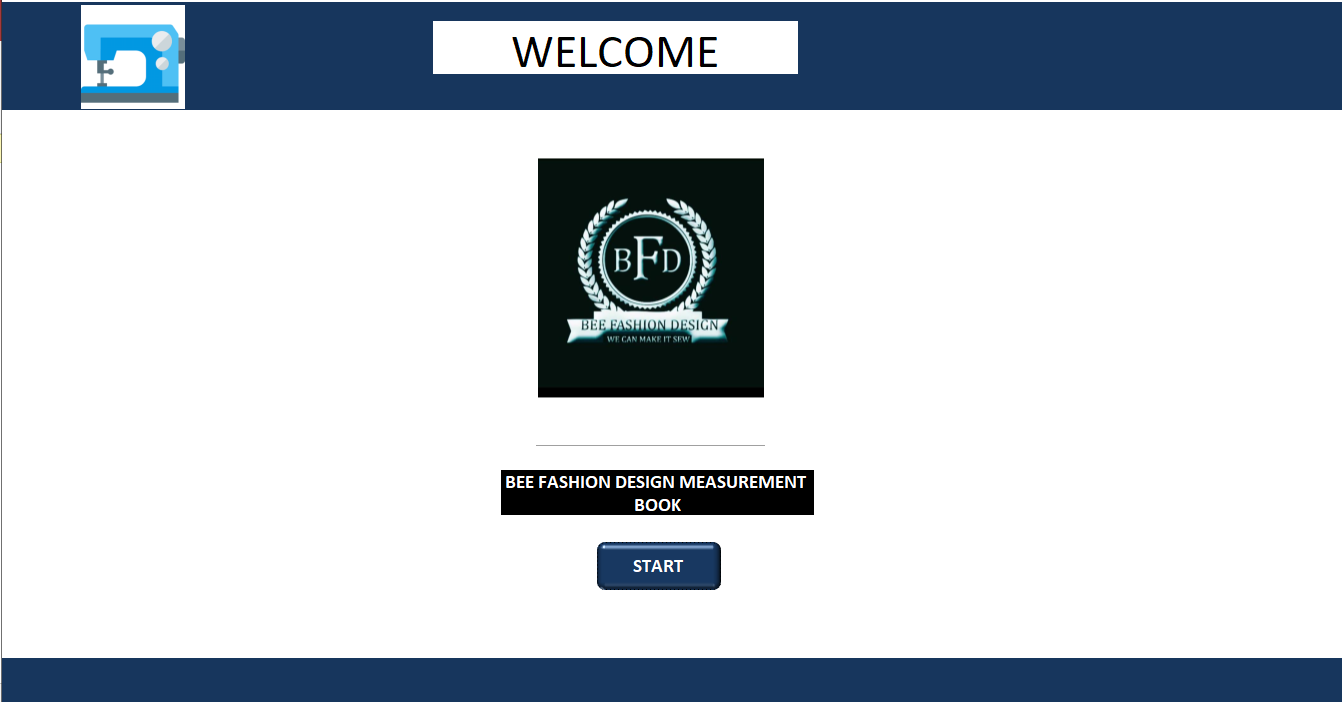 WELCOME
BFD
BEE FASHION DESIGN
WE CAN MAKE IT SEW
BEE FASHION DESIGN MEASUREMENT
BOOK
START